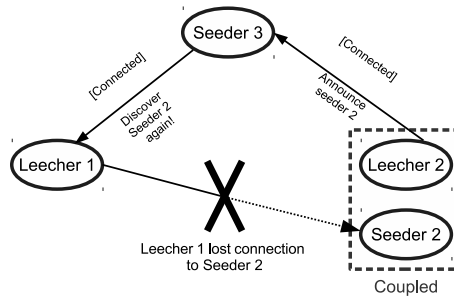 Seeder 3
[Connected]
[Connected]
Discover
Seeder 2
again!
Announce
seeder 2
Leecher 1
Leecher 2
Seeder 2
Leecher 1 lost connection
to Seeder 2
Coupled